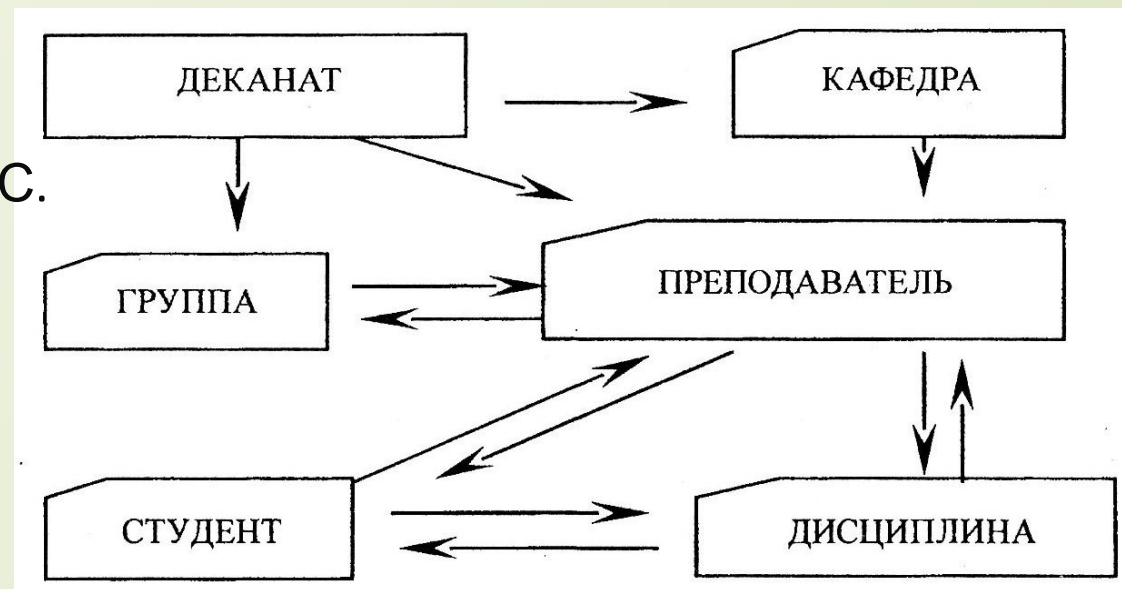 ДЕКАНАТ
КАФЕДРА
С.
ГРУППА
ПРЕПОДАВАТЕЛЬ
СТУДЕНТ
ДИСЦИПЛИНА